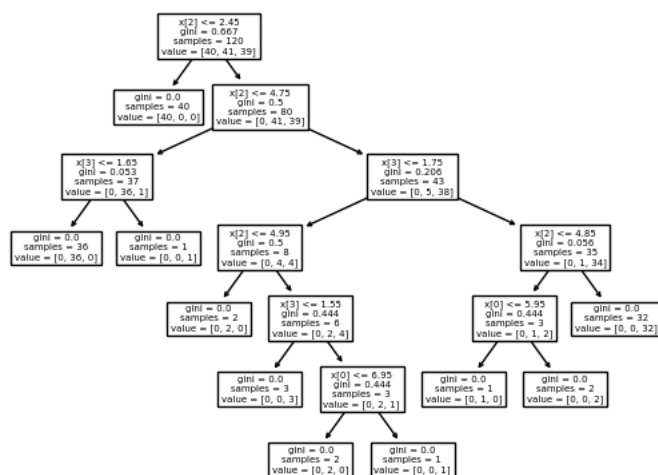 x[2] <= 2.45
gini = 0.667
samples = 120
value = [40, 41, 39]
gini = 0.0
samples = 40
value = [40, 0, 0]
x[2] <= 4.75
gini = 0.5
samples = 80
value = [0, 41, 39]
x[3] <= 1.65
gini = 0.053
samples = 37
value = [0, 36, 1]
x[3] <= 1.75
gini = 0.206
samples = 43
value = [0, 5, 38]
gini = 0.0
samples = 36
value = [0, 36, 0]
gini = 0.0
samples = 1
value = [0, 0, 1]
x[2] <= 4.95
gini = 0.5
samples = 8
value = [0, 4, 4]
x[2] <= 4.85
gini = 0.056
samples = 35
value = [0, 1, 34]
gini = 0.0
samples = 2
value = [0, 2, 0]
x[3] <= 1.55
gini = 0.444
samples = 6
value = [0, 2, 4]
x[0] <= 5.95
gini = 0.444
samples = 3
value = [0, 1, 2]
gini = 0.0
samples = 32
value = [0, 0, 32]
gini = 0.0
samples = 3
value = [0, 0, 3]
x[0] <= 6.95
gini = 0.444
samples = 3
value = [0, 2, 1]
gini = 0.0
samples = 1
value = [0, 1, 0]
gini = 0.0
samples = 2
value = [0, 0, 2]
gini = 0.0
samples = 2
value = [0, 2, 0]
gini = 0.0
samples = 1
value = [0, 0, 1]